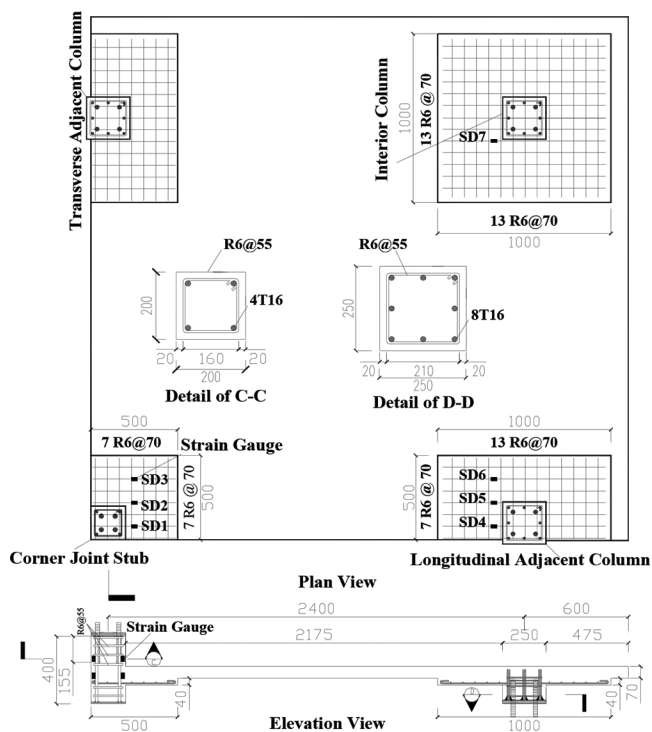 Transverse Adjacent Column
Interior Column
1000
13 R6 @ 70
SD7
13 R6@70
1000
R6@55
200
4T16
20 160 20
200
Detail of C-C
R6@55
250
8T16
20 210 20
250
Detail of D-D
500
7 R6@70
Strain Gauge
SD3
SD2
SD1
7 R6 @ 70
500
Corner Joint Stub
1000
13 R6@70
500
7 R6 @ 70
SD6
SD5
SD4
Longitudinal Adjacent Column
Plan View
2400 600
2175 250 475
R6@55
Strain Gauge
400
155
40
500
40
70
1000
Elevation View